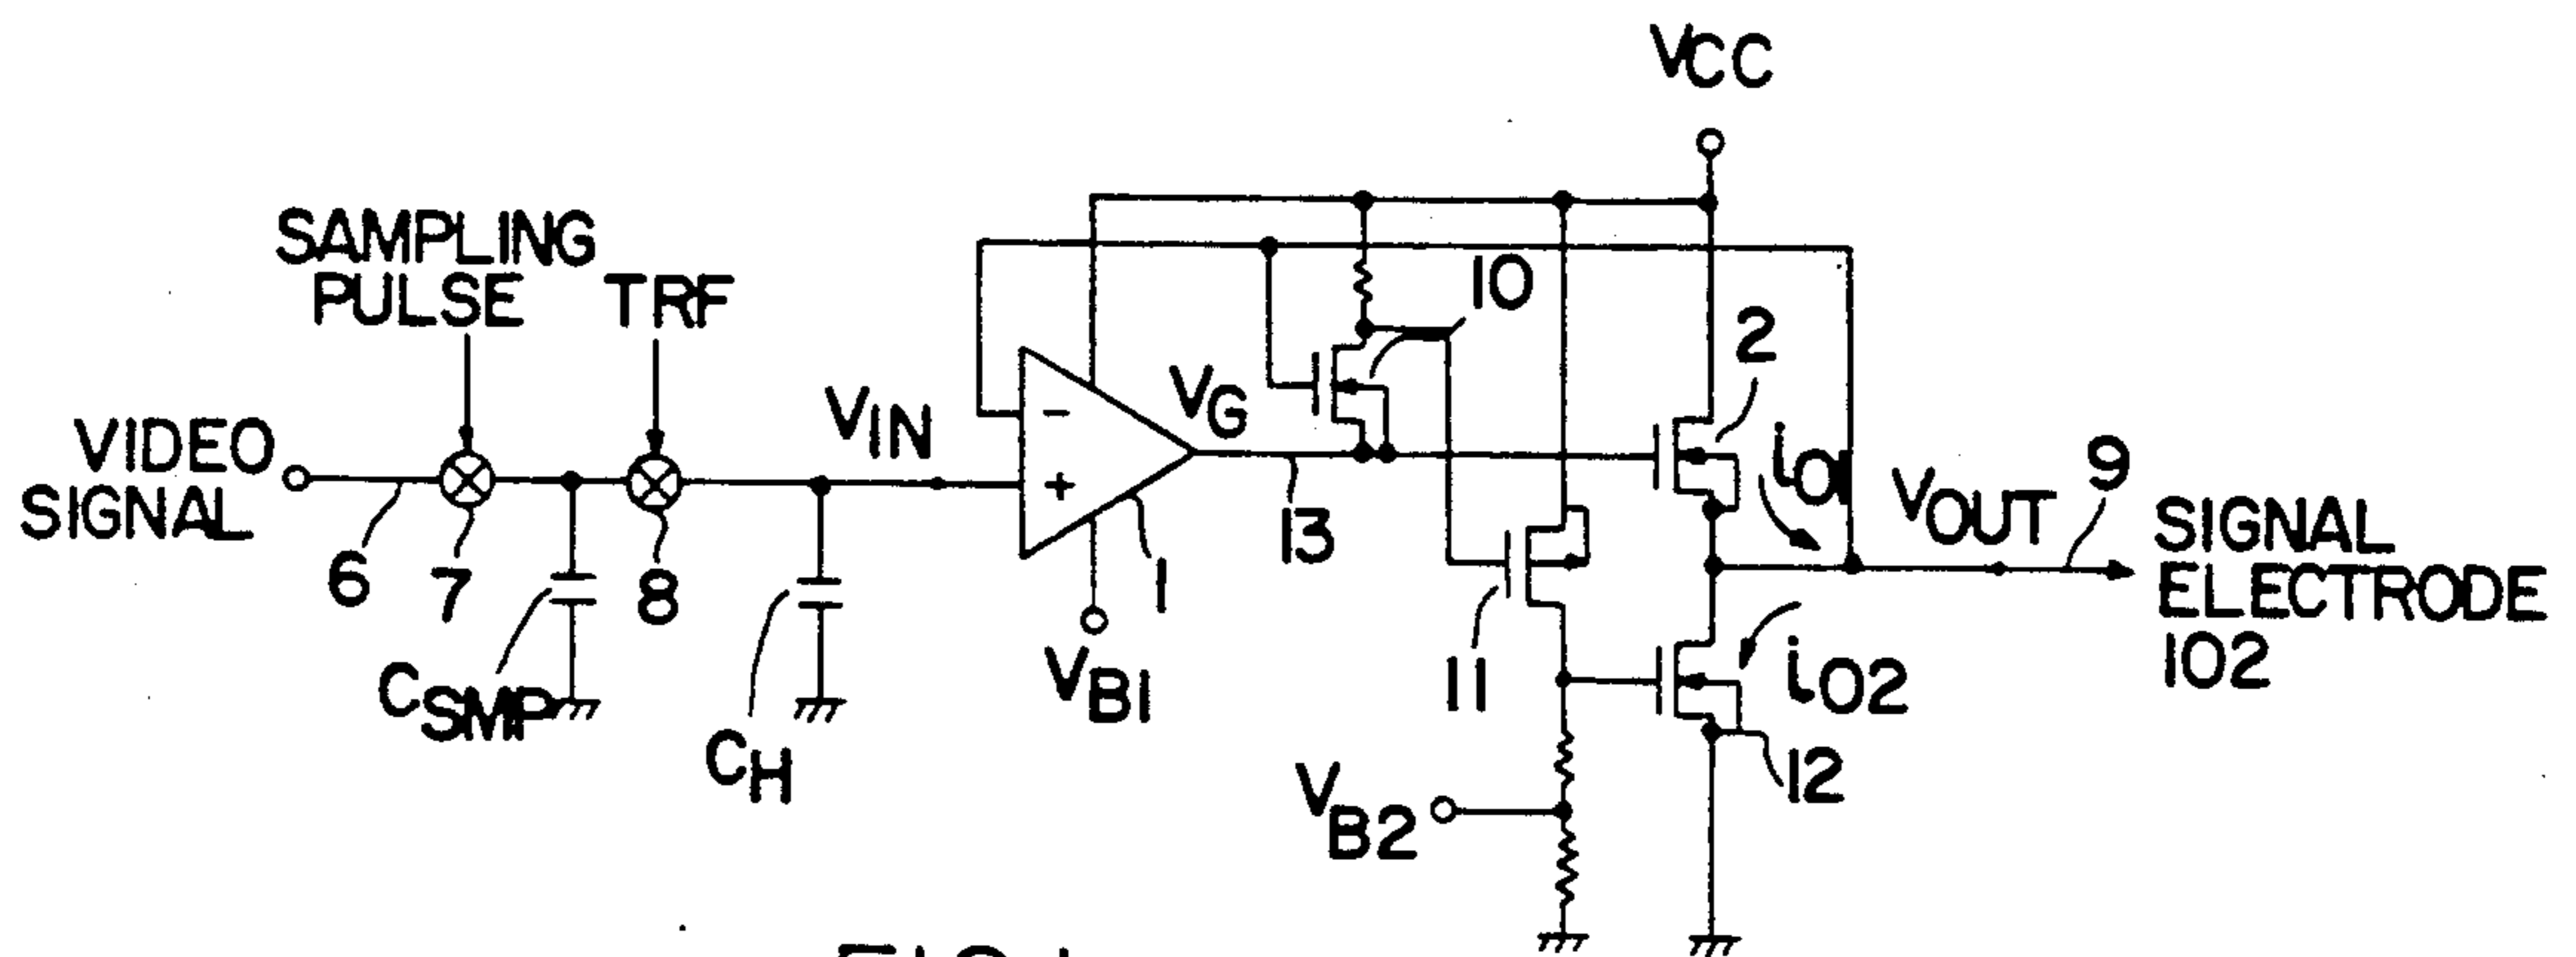 VCC
SAMPLING
PULSE
TRF
10
2
VIDEO
SIGNAL
VIN
VG
iO1
VOUT
9
6
7
8
13
1
SIGNAL
ELECTRODE
102
CSMP
CH
VB1
11
iO2
12
VB2